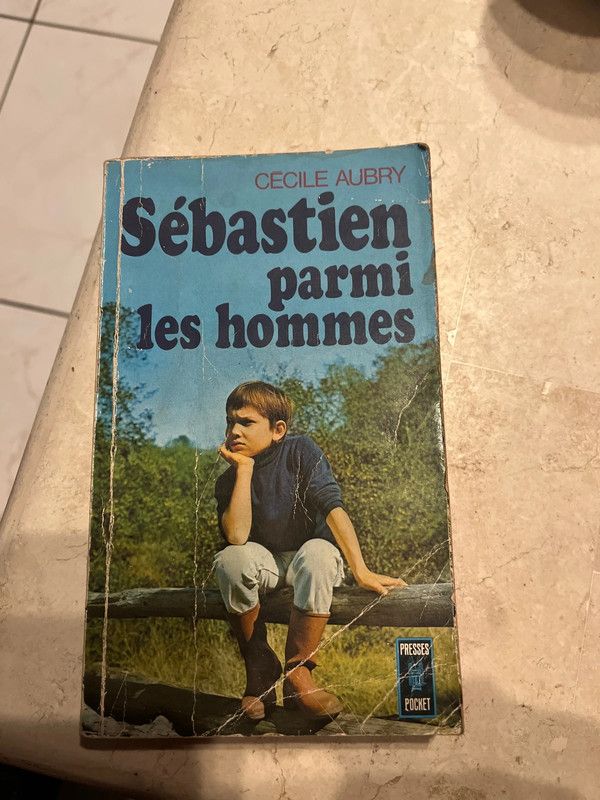 CECILE AUBRY
Sébastien
parmi
les hommes
PRESSES
POCKET